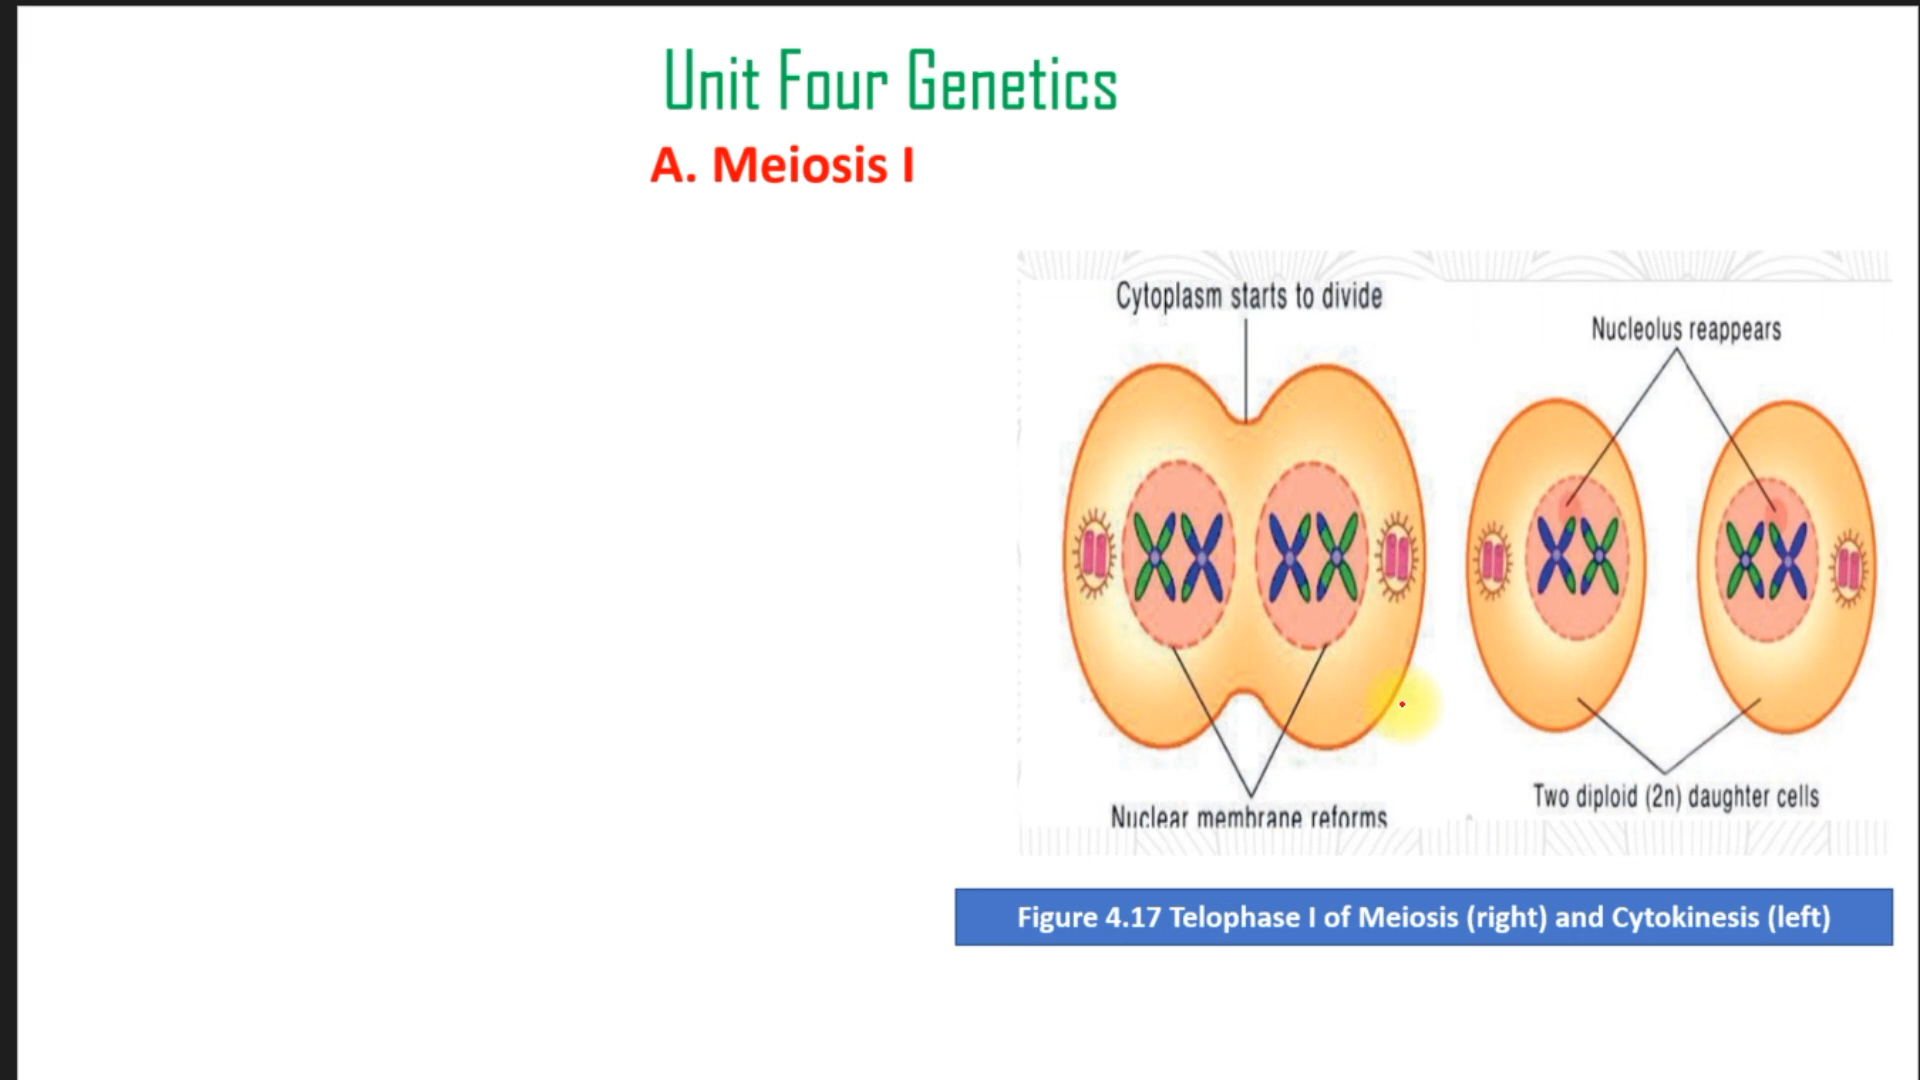 Unit Four Genetics
A. Meiosis I
Cytoplasm starts to divide
Nucleolus reappears
Two diploid (2n) daughter cells
Nuclear membrane reforms
Figure 4.17 Telophase I of Meiosis (right) and Cytokinesis (left)